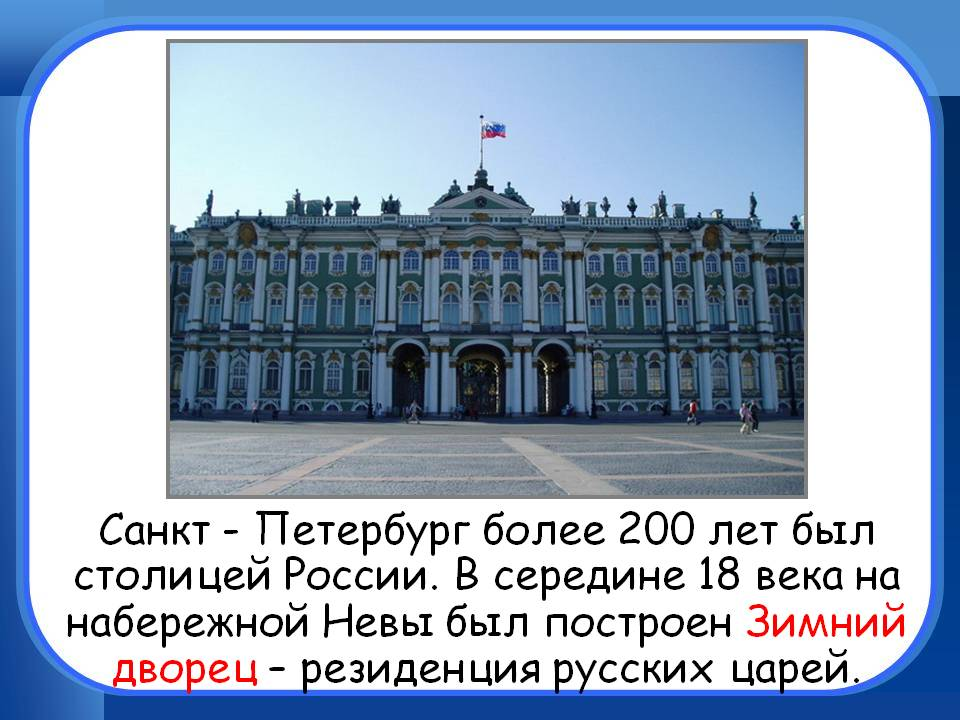 Санкт - Петербург более 200 лет был
столицей России. В середине 18 века на
набережной Невы был построен Зимний
дворец – резиденция русских царей.